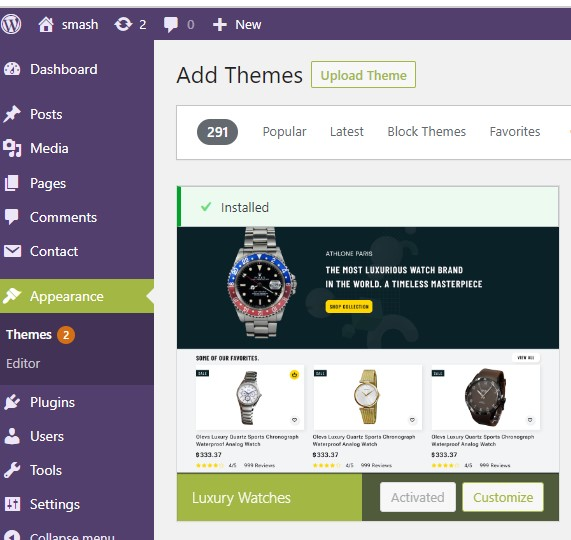 smash 2 0 New
Dashboard
Posts
Media
Pages
Comments
Contact
Appearance
Themes 2
Editor
Plugins
Users
Tools
Settings
Collapse menu
Add Themes Upload Theme
291 Popular Latest Block Themes Favorites
Installed
ATHLONE PARIS
THE MOST LUXURIOUS WATCH BRAND
IN THE WORLD. A TIMELESS MASTERPIECE
SHOP COLLECTION
SOME OF OUR FAVORITES. VIEW ALL
SALE SALE SALE
Olevs Luxury Quartz Sports Chronograph Olevs Luxury Quartz Sports Chronograph Olevs Luxury Quartz Sports Chronograph
Waterproof Analog Watch Waterproof Analog Watch Waterproof Analog Watch
$333.37 $333.37 $333.37
4/5 999 Reviews 4/5 999 Reviews 4/5 999 Reviews
Luxury Watches Activated Customize